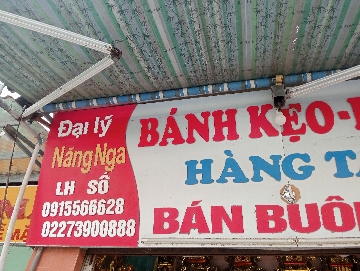 Đại lý
Năng Nga
LH SỐ
0915566628
02273900888
BÁNH KẸO-
HÀNG T
BÁN BUÔ